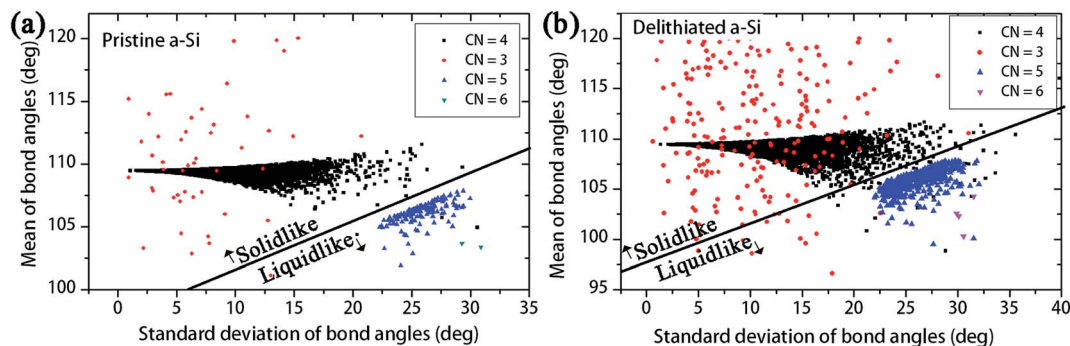 (a)
Pristine a-Si
CN = 4
CN = 3
CN = 5
CN = 6
Mean of bond angles (deg)
120
115
110
105
100
↑Solidlike
Liquidlike↓
0 5 10 15 20 25 30 35
Standard deviation of bond angles (deg)
(b)
Delithiated a-Si
CN = 4
CN = 3
CN = 5
CN = 6
Mean of bond angles (deg)
120
115
110
105
100
95
↑Solidlike
Liquidlike↓
0 5 10 15 20 25 30 35 40
Standard deviation of bond angles (deg)